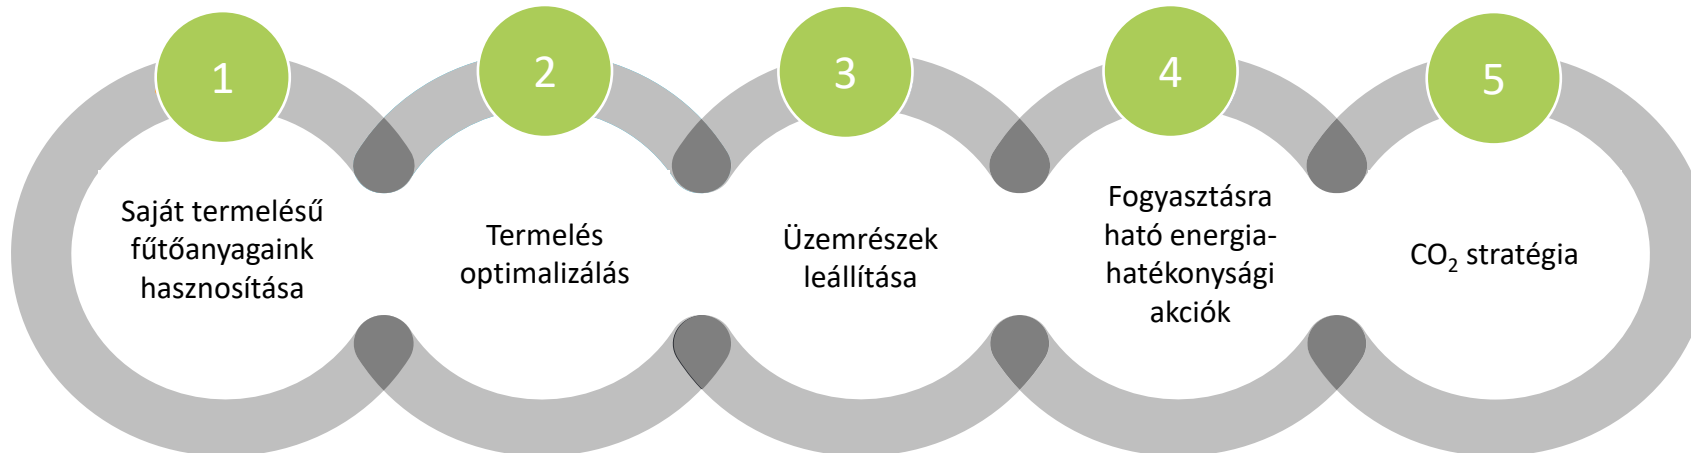 1
Saját termelésű
fűtőanyagaink
hasznosítása
2
Termelés
optimalizálás
3
Üzemrészek
leállítása
4
Fogyasztásra
ható energia-
hatékonysági
akciók
5
CO₂ stratégia